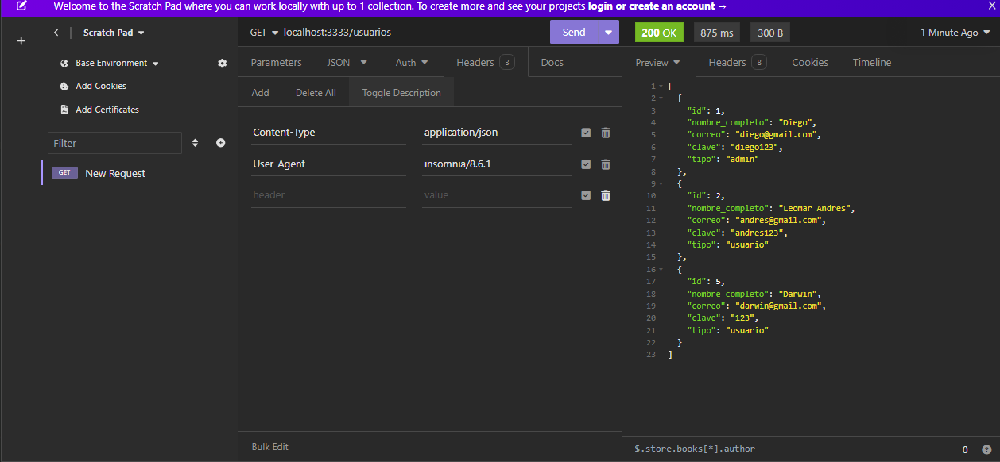 Welcome to the Scratch Pad where you can work locally with up to 1 collection. To create more and see your projects login or create an account → X
Scratch Pad
Base Environment
Add Cookies
Add Certificates
Filter
GET New Request
GET localhost:3333/usuarios Send
Parameters JSON Auth Headers 3 Docs
Add Delete All Toggle Description
Content-Type application/json
User-Agent insomnia/8.6.1
header value
Bulk Edit
200 OK 875 ms 300 B 1 Minute Ago
Preview Headers 8 Cookies Timeline
1 [
2 {
3 "id": 1,
4 "nombre_completo": "Diego",
5 "correo": "diego@gmail.com",
6 "clave": "diego123",
7 "tipo": "admin"
8 },
9 {
10 "id": 2,
11 "nombre_completo": "Leomar Andres",
12 "correo": "andres@gmail.com",
13 "clave": "andres123",
14 "tipo": "usuario"
15 },
16 {
17 "id": 5,
18 "nombre_completo": "Darwin",
19 "correo": "darwin@gmail.com",
20 "clave": "123",
21 "tipo": "usuario"
22 }
23 ]
$.store.books[*].author 0 ?